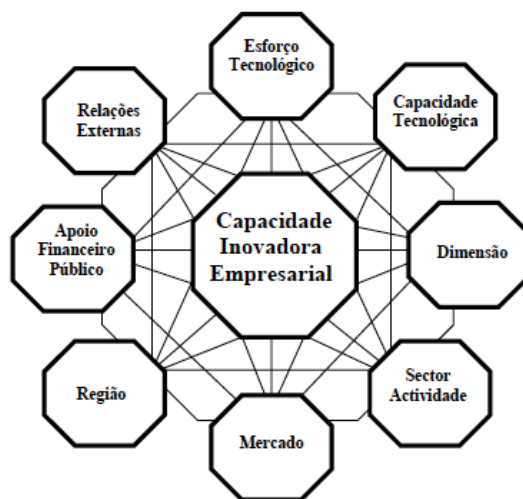 Esforço
Tecnológico
Relações
Externas
Capacidade
Tecnológica
Capacidade
Inovadora
Empresarial
Apoio
Financeiro
Público
Dimensão
Região
Sector
Actividade
Mercado